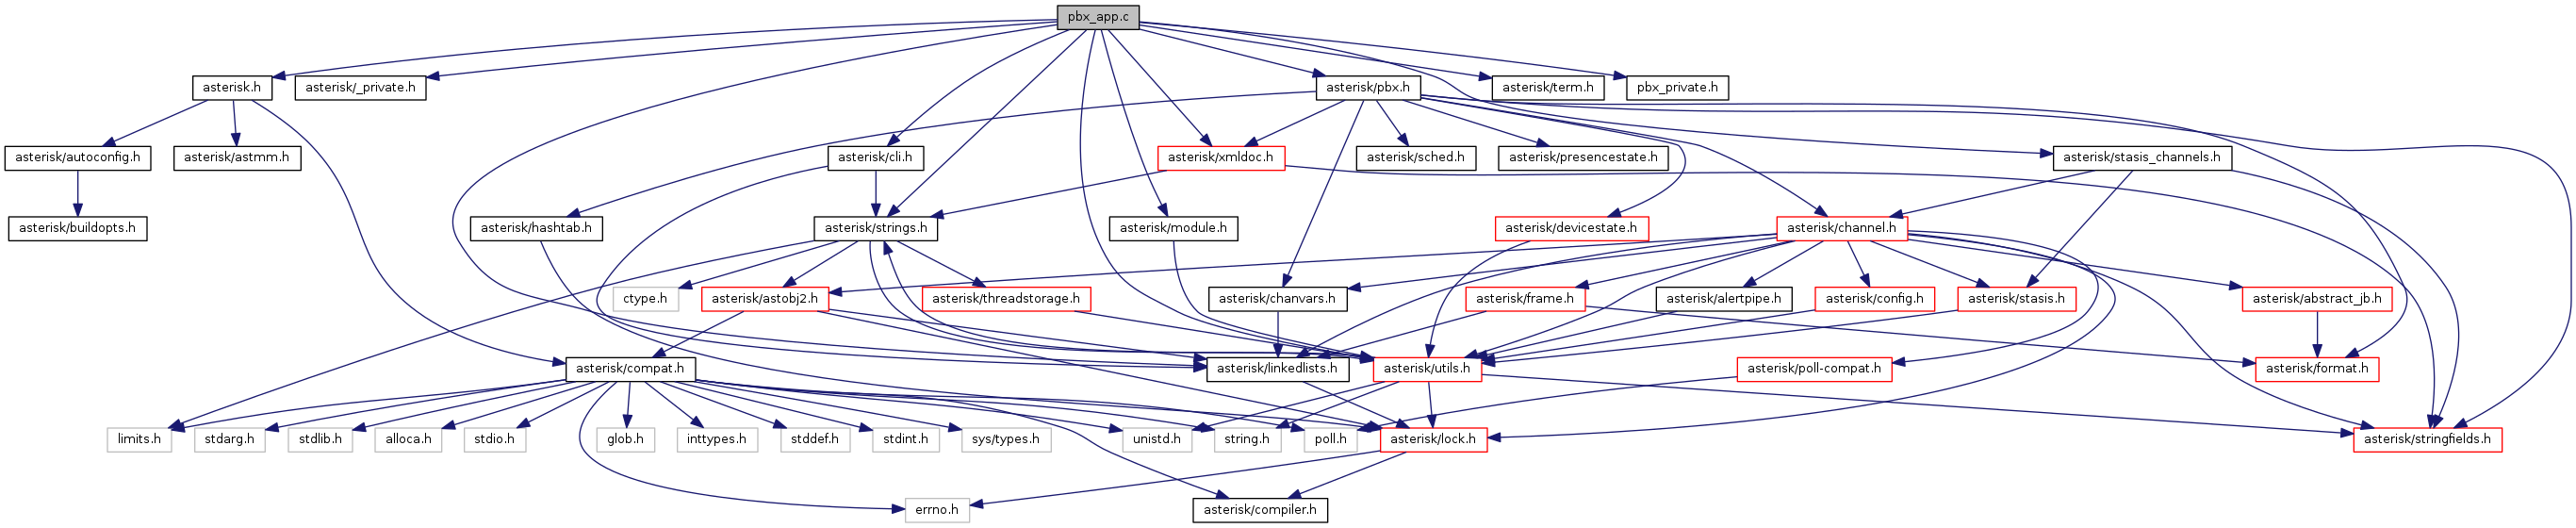 pbx_app.c
asterisk.h
asterisk/_private.h
asterisk/pbx.h
asterisk/term.h
pbx_private.h
asterisk/autoconfig.h
asterisk/astmm.h
asterisk/cli.h
asterisk/xmldoc.h
asterisk/sched.h
asterisk/presencestate.h
asterisk/stasis_channels.h
asterisk/buildopts.h
asterisk/hashtab.h
asterisk/strings.h
asterisk/module.h
asterisk/devicestate.h
asterisk/channel.h
ctype.h
asterisk/astobj2.h
asterisk/threadstorage.h
asterisk/chanvars.h
asterisk/frame.h
asterisk/alertpipe.h
asterisk/config.h
asterisk/stasis.h
asterisk/abstract_jb.h
asterisk/compat.h
asterisk/linkedlists.h
asterisk/utils.h
asterisk/poll-compat.h
asterisk/format.h
limits.h
stdarg.h
stdlib.h
alloca.h
stdio.h
glob.h
inttypes.h
stddef.h
stdint.h
sys/types.h
unistd.h
string.h
poll.h
asterisk/lock.h
asterisk/stringfields.h
errno.h
asterisk/compiler.h